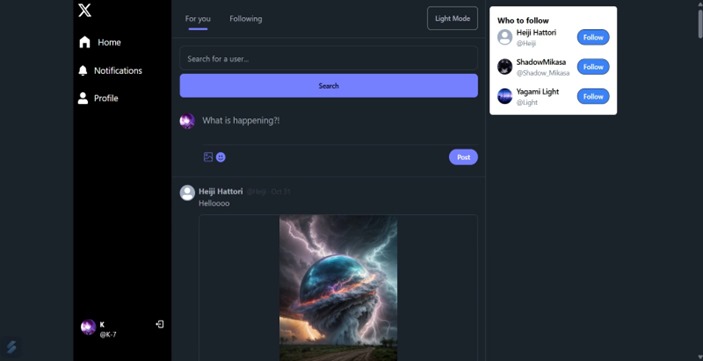 Home
Notifications
Profile
K
@K-7
For you
Following
Light Mode
Search for a user...
Search
What is happening?!
Post
Heiji Hattori @Heiji · Oct
Helloooo
Who to follow
Heiji Hattori
@Heiji
Follow
ShadowMikasa
@Shadow_Mikasa
Follow
Yagami Light
@Light
Follow